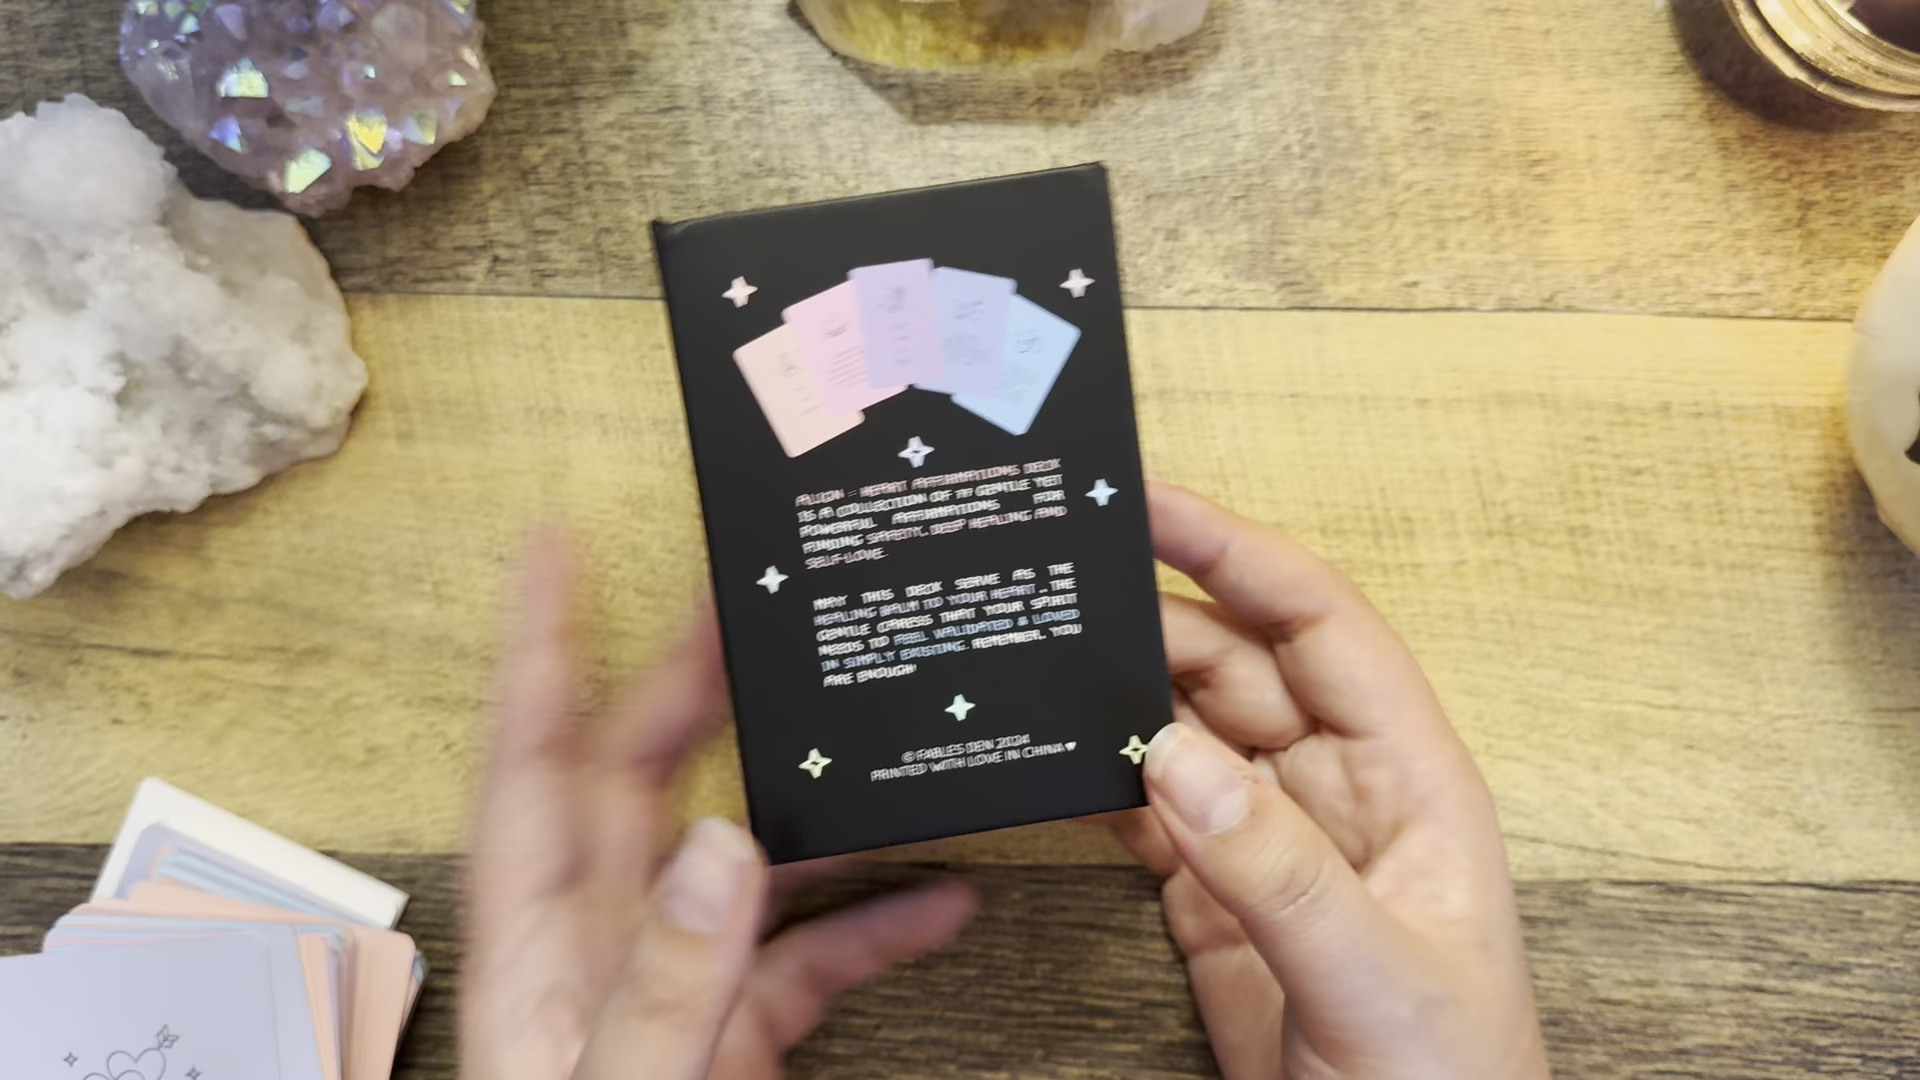 HEART AFFIRMATIONS DECK
IS A COLLECTION OF 77 GENTLE YET
POWERFUL AFFIRMATIONS FOR
FINDING SAFETY, DEEP HEALING AND
SELF-LOVE.
MAY THIS DECK SERVE AS THE
HEALING BALM TO YOUR HEART .. THE
GENTLE CARESS THAT YOUR SPIRIT
NEEDS TO FEEL VALIDATED & LOVED
IN SIMPLY EXISTING. REMEMBER, YOU
ARE ENOUGH!
© FABLES DEN 2024
PRINTED WITH LOVE IN CHINA ♥